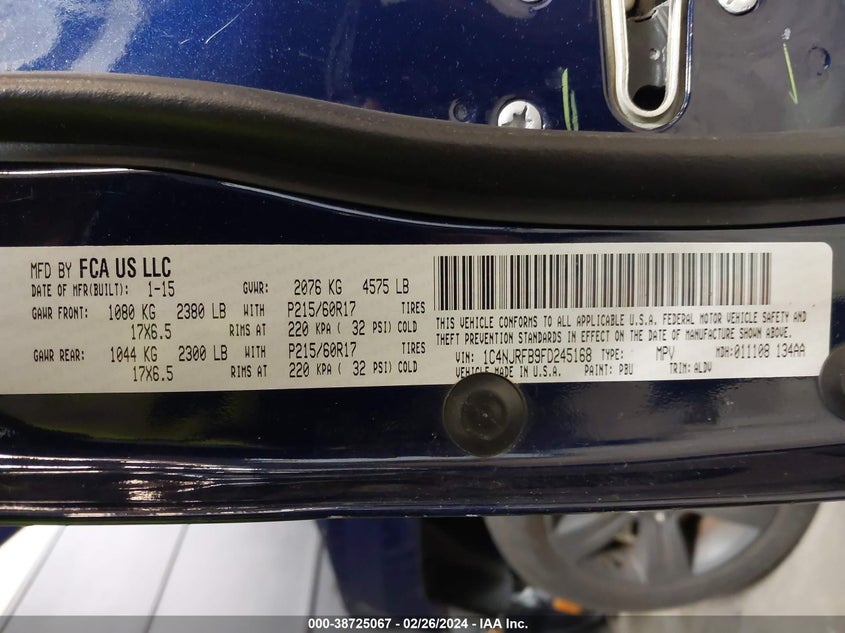 MFD BY FCA US LLC
DATE OF MFR(BUILT): 1-15 GVWR: 2076 KG 4575 LB
GAWR FRONT: 1080 KG 2380 LB WITH P215/60R17 TIRES
17X6.5 RIMS AT 220 KPA ( 32 PSI) COLD
GAWR REAR: 1044 KG 2300 LB WITH P215/60R17 TIRES
17X6.5 RIMS AT 220 KPA ( 32 PSI) COLD
THIS VEHICLE CONFORMS TO ALL APPLICABLE U.S.A. FEDERAL MOTOR VEHICLE SAFETY AND
THEFT PREVENTION STANDARDS IN EFFECT ON THE DATE OF MANUFACTURE SHOWN ABOVE.
VIN: 1C4NJRFB9FD245168 TYPE: MPV MDH:011108 134AA
VEHICLE MADE IN U.S.A. PAINT: PBU TRIM: ALDV
000-38725067 - 02/26/2024 - IAA Inc.